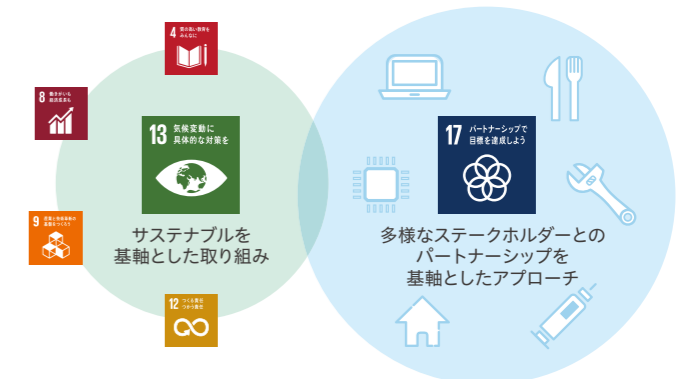 4 質の高い教育を
みんなに
8 働きがいも
経済成長も
13 気候変動に
具体的な対策を
17 パートナーシップで
目標を達成しよう
9 産業と技術革新の
基盤をつくろう
サステナブルを
基軸とした取り組み
多様なステークホルダーとの
パートナーシップを
基軸としたアプローチ
12 つくる責任
つかう責任